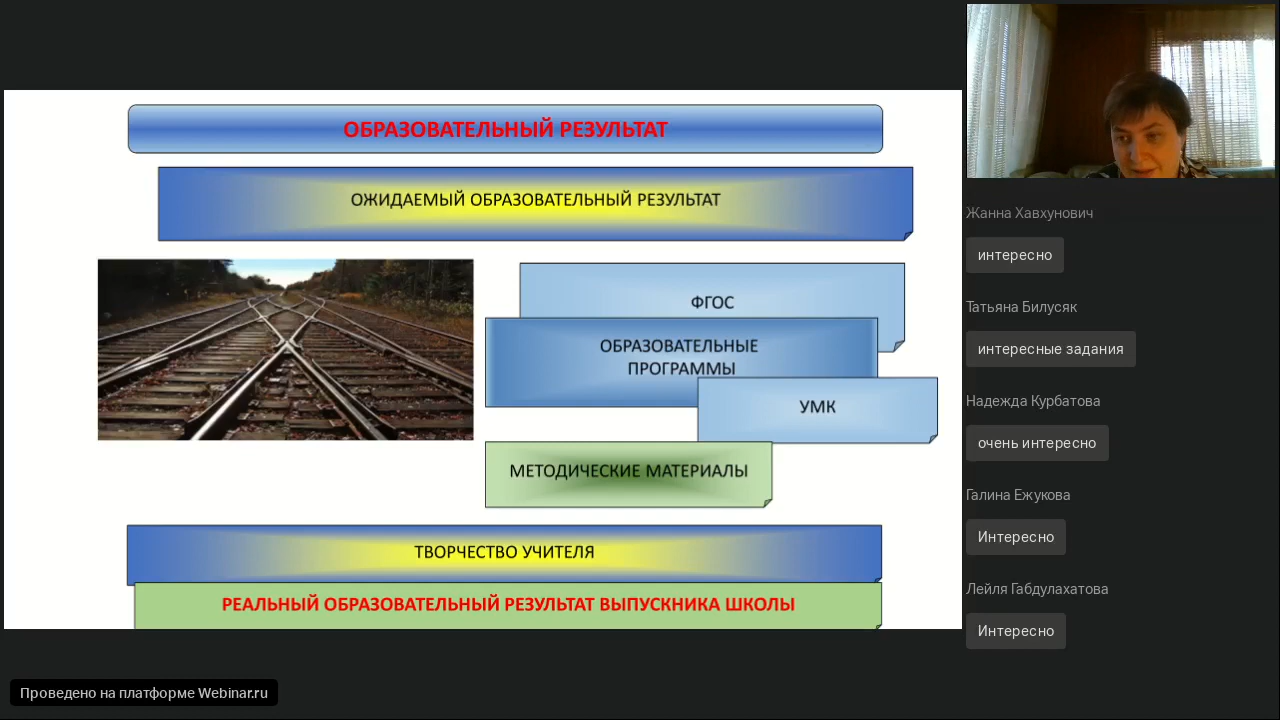 ОБРАЗОВАТЕЛЬНЫЙ РЕЗУЛЬТАТ
ОЖИДАЕМЫЙ ОБРАЗОВАТЕЛЬНЫЙ РЕЗУЛЬТАТ
ФГОС
ОБРАЗОВАТЕЛЬНЫЕ
ПРОГРАММЫ
УМК
МЕТОДИЧЕСКИЕ МАТЕРИАЛЫ
ТВОРЧЕСТВО УЧИТЕЛЯ
РЕАЛЬНЫЙ ОБРАЗОВАТЕЛЬНЫЙ РЕЗУЛЬТАТ ВЫПУСКНИКА ШКОЛЫ
Жанна Хавхунович
интересно
Татьяна Билусяк
интересные задания
Надежда Курбатова
очень интересно
Галина Ежукова
Интересно
Лейля Габдулахатова
Интересно
Проведено на платформе Webinar.ru